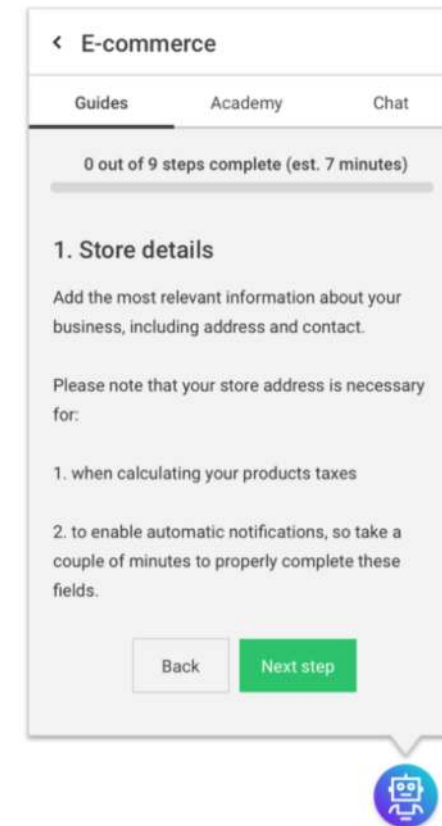 E-commerce
Guides Academy Chat
0 out of 9 steps complete (est. 7 minutes)
1. Store details
Add the most relevant information about your
business, including address and contact.
Please note that your store address is necessary
for:
1. when calculating your products taxes
2. to enable automatic notifications, so take a
couple of minutes to properly complete these
fields.
Back Next step